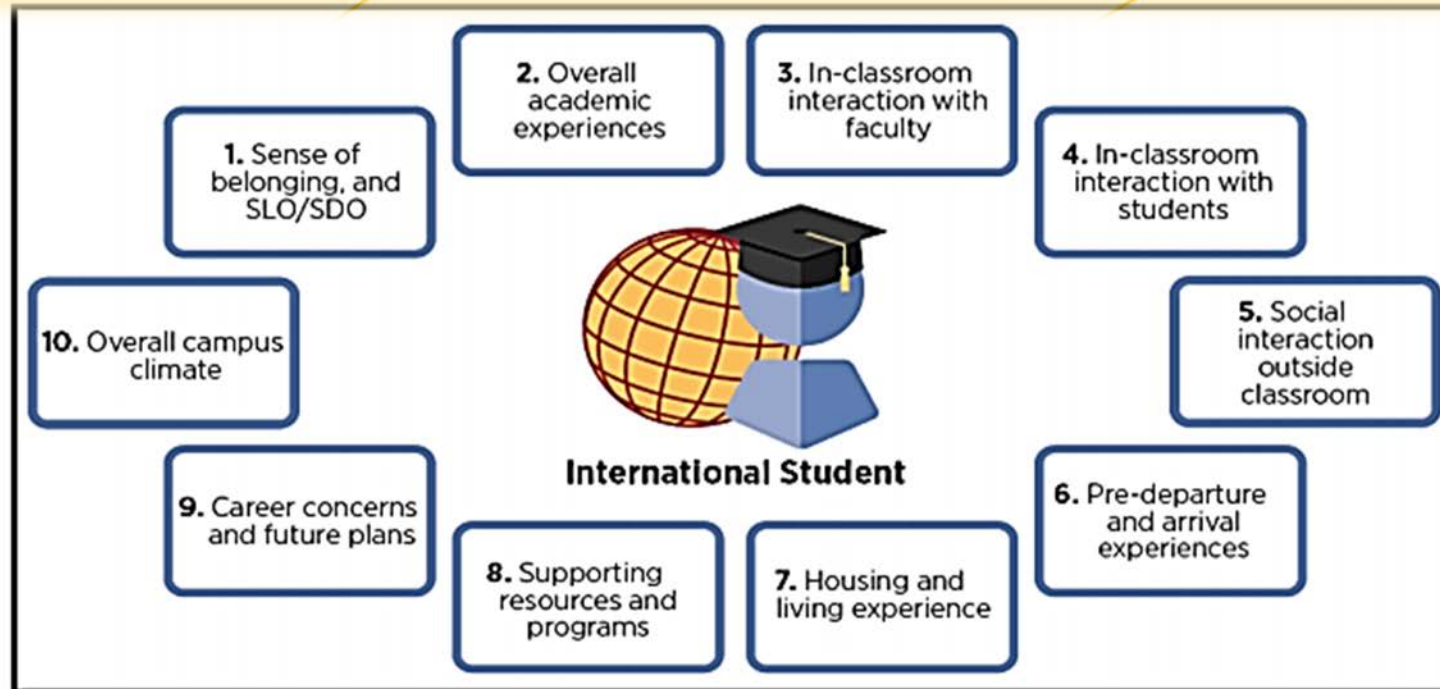 1. Sense of
belonging, and
SLO/SDO
2. Overall
academic
experiences
3. In-classroom
interaction with
faculty
4. In-classroom
interaction with
students
5. Social
interaction
outside
classroom
6. Pre-departure
and arrival
experiences
7. Housing and
living experience
8. Supporting
resources and
programs
9. Career concerns
and future plans
10. Overall campus
climate
International Student